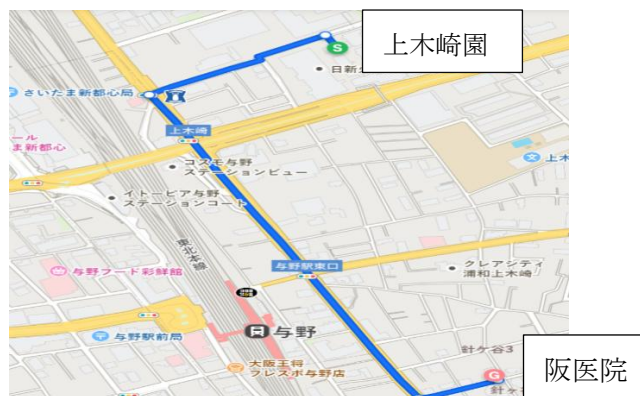 上木崎園
S
日新
さいたま新都心局
上木崎
ール
ま新都心
コスモ与野
ステーションビュー
上木
イトーピア与野
ステーションコート
東北本線
与野駅東口
クレアシティ
浦和上木崎
与野フード彩鮮館
与野駅前局
与野
大阪王将
フレスポ与野店
針ケ谷3
G
針ヶ
阪医院